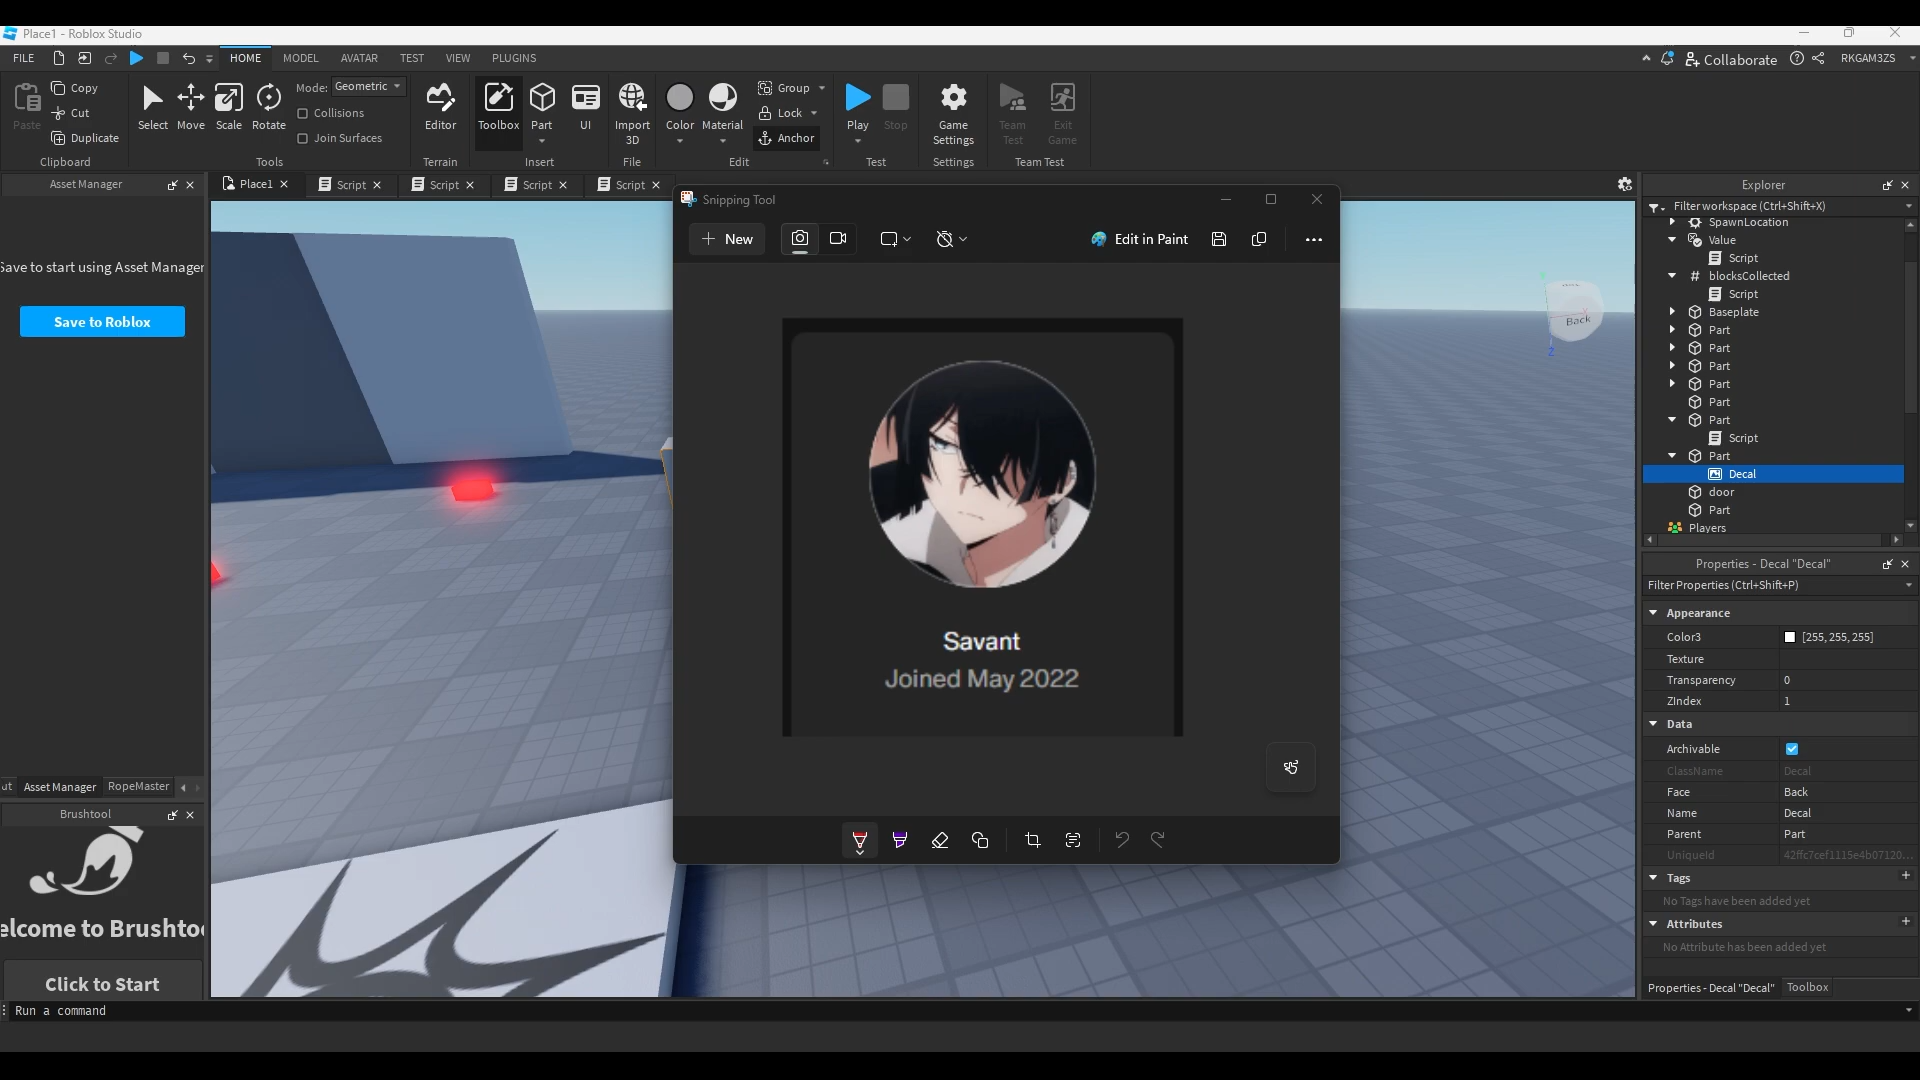 Place1 - Roblox Studio
FILE HOME MODEL AVATAR TEST VIEW PLUGINS Collaborate RKGAM3ZS
Paste Copy Cut Duplicate
Clipboard
Select Move Scale Rotate
Mode: Geometric
Collisions
Join Surfaces
Tools
Editor
Terrain
Toolbox Part UI
Insert
Import
3D
File
Color Material
Group
Lock
Anchor
Edit
Play Stop
Test
Game
Settings
Settings
Team
Test
Exit
Game
Team Test
Asset Manager
Save to start using Asset Manager
Save to Roblox
ut Asset Manager RopeMaster
Brushtool
elcome to Brushtoo
Click to Start
Place1 Script Script Script Script
Back
Z
Snipping Tool
New Edit in Paint
Savant
Joined May 2022
Explorer
Filter workspace (Ctrl+Shift+X)
SpawnLocation
Value
Script
# blocksCollected
Script
Baseplate
Part
Part
Part
Part
Part
Part
Script
Part
Decal
door
Part
Players
Properties - Decal "Decal"
Filter Properties (Ctrl+Shift+P)
Appearance
Color3 [255, 255, 255]
Texture
Transparency 0
ZIndex 1
Data
Archivable
ClassName Decal
Face Back
Name Decal
Parent Part
UniqueId 42ffc7cef1115e4b07120...
Tags
No Tags have been added yet
Attributes
No Attribute has been added yet
Properties - Decal "Decal" Toolbox
Run a command